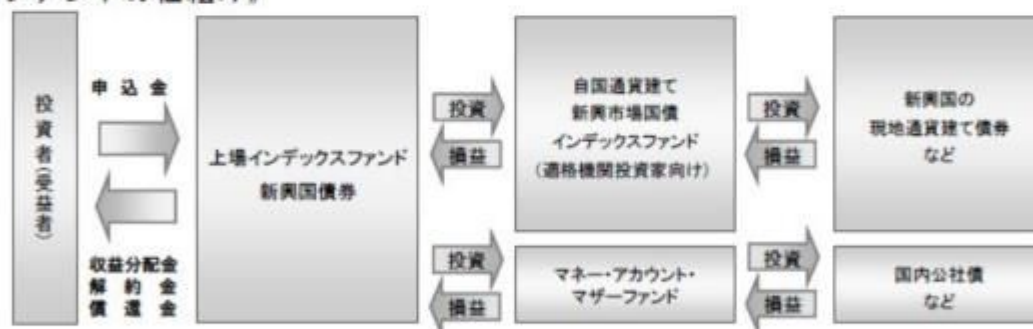 投資者(受益者)
申込金
収益分配金
解約金
償還金
上場インデックスファンド
新興国債券
投資
損益
自国通貨建て
新興市場国債
インデックスファンド
(適格機関投資家向け)
投資
損益
新興国の
現地通貨建て債券
など
投資
損益
マネー・アカウント・
マザーファンド
投資
損益
国内公社債
など